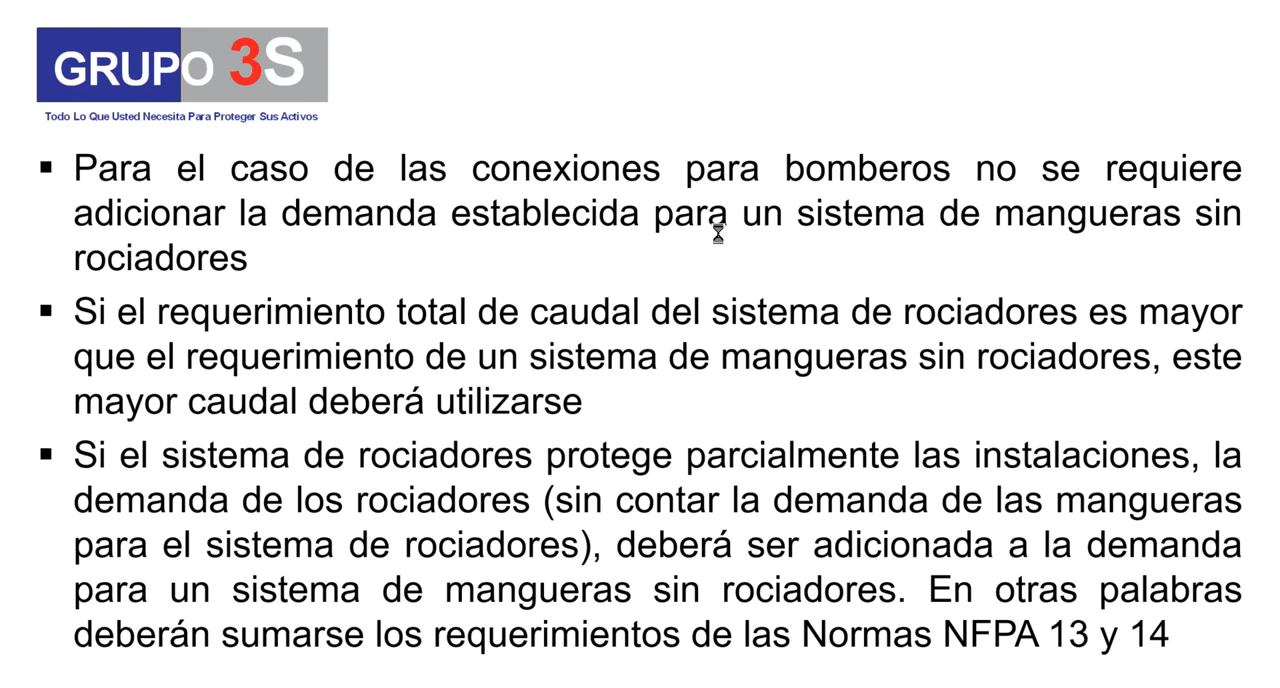 GRUPO 3S
Todo Lo Que Usted Necesita Para Proteger Sus Activos
▪ Para el caso de las conexiones para bomberos no se requiere
adicionar la demanda establecida para un sistema de mangueras sin
rociadores
▪ Si el requerimiento total de caudal del sistema de rociadores es mayor
que el requerimiento de un sistema de mangueras sin rociadores, este
mayor caudal deberá utilizarse
▪ Si el sistema de rociadores protege parcialmente las instalaciones, la
demanda de los rociadores (sin contar la demanda de las mangueras
para el sistema de rociadores), deberá ser adicionada a la demanda
para un sistema de mangueras sin rociadores. En otras palabras
deberán sumarse los requerimientos de las Normas NFPA 13 y 14